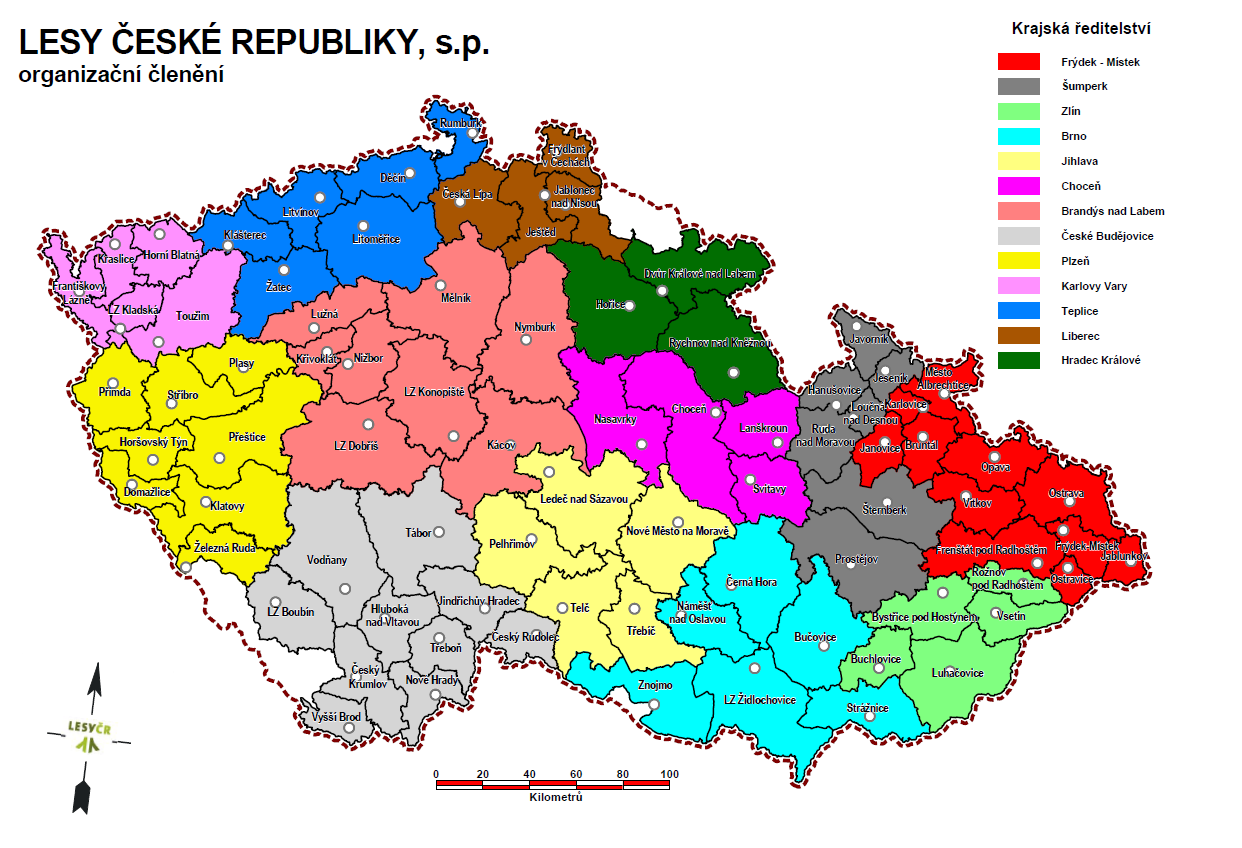 LESY ČESKÉ REPUBLIKY, s.p.
organizační členění
Krajská ředitelství
Frýdek - Místek
Šumperk
Zlín
Brno
Jihlava
Choceň
Brandýs nad Labem
České Budějovice
Plzeň
Karlovy Vary
Teplice
Liberec
Hradec Králové
Rumburk
Frýdlant
v Čechách
Děčín
Česká Lípa
Jablonec
nad Nisou
Litvínov
Ještěd
Klášterec
Litoměřice
Kraslice
Horní Blatná
Františkovy
Lázně
Žatec
Dvůr Králové nad Labem
LZ Kladská
Toužim
Mělník
Hořice
Lužná
Nymburk
Rychnov nad Kněžnou
Javorník
Křivoklát
Nižbor
Plasy
Jeseník
Město
Albrechtice
Přimda
Stříbro
LZ Konopiště
Hanušovice
Karlovice
Loučná
nad Desnou
Nasavrky
Choceň
Lanškroun
Ruda
nad Moravou
Horšovský Týn
Přeštice
LZ Dobříš
Kácov
Janovice
Bruntál
Opava
Domažlice
Klatovy
Ledeč nad Sázavou
Svitavy
Šternberk
Vítkov
Ostrava
Železná Ruda
Vodňany
Tábor
Pelhřimov
Nové Město na Moravě
Prostějov
Frenštát pod Radhoštěm
Frýdek-Místek
Jablunkov
Ostravice
Rožnov
pod Radhoštěm
Černá Hora
LZ Boubín
Hluboká
nad Vltavou
Jindřichův Hradec
Telč
Třebíč
Náměšť
nad Oslavou
Bystřice pod Hostýnem
Vsetín
Český Rudolec
Třeboň
Bučovice
Buchlovice
Luhačovice
Český
Krumlov
Nové Hrady
Znojmo
LZ Židlochovice
Strážnice
Vyšší Brod
LESYČR
0 20 40 60 80 100
Kilometrů